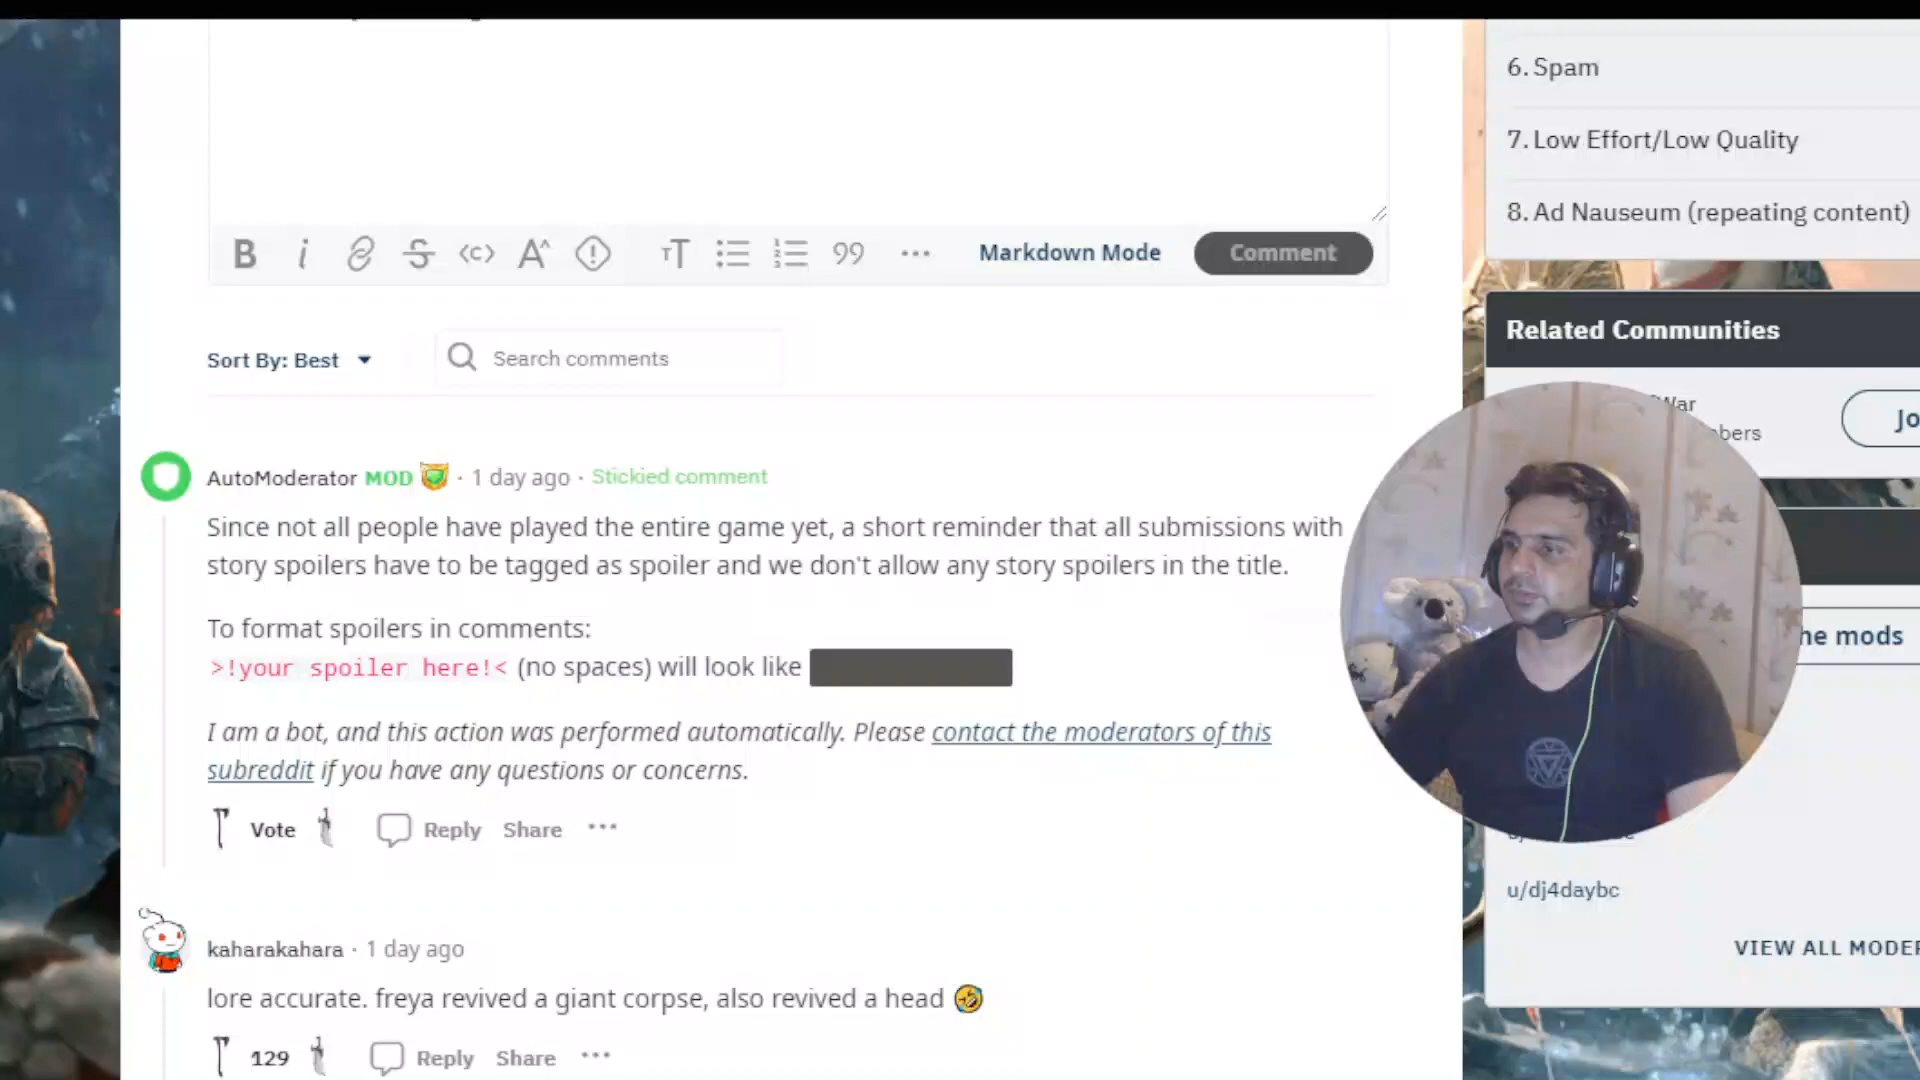 Markdown Mode
Comment
Sort By: Best
Search comments
AutoModerator MOD · 1 day ago · Stickied comment
Since not all people have played the entire game yet, a short reminder that all submissions with
story spoilers have to be tagged as spoiler and we don't allow any story spoilers in the title.
To format spoilers in comments:
>!your spoiler here!< (no spaces) will look like
I am a bot, and this action was performed automatically. Please contact the moderators of this
subreddit if you have any questions or concerns.
Vote Reply Share
kaharakahara · 1 day ago
lore accurate. freya revived a giant corpse, also revived a head 🤣
129 Reply Share
6. Spam
7. Low Effort/Low Quality
8. Ad Nauseum (repeating content)
Related Communities
War
Jo
bers
he mods
u/dj4daybc
VIEW ALL MODER